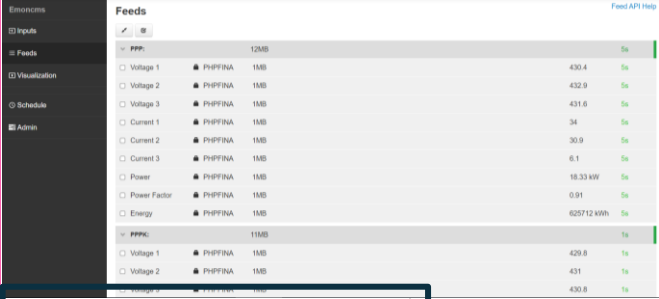 Emoncms
Feeds
Feed API Help
Inputs
Feeds
Visualization
Schedule
Admin
PPP: 12MB 5s
Voltage 1 PHPFINA 1MB 430.4 5s
Voltage 2 PHPFINA 1MB 432.9 5s
Voltage 3 PHPFINA 1MB 431.6 5s
Current 1 PHPFINA 1MB 34 5s
Current 2 PHPFINA 1MB 30.9 5s
Current 3 PHPFINA 1MB 6.1 5s
Power PHPFINA 1MB 18.33 kW 5s
Power Factor PHPFINA 1MB 0.91 5s
Energy PHPFINA 1MB 625712 kWh 5s
PPPK: 11MB 1s
Voltage 1 PHPFINA 1MB 429.8 1s
Voltage 2 PHPFINA 1MB 431 1s
Voltage 3 PHPFINA 1MB 430.8 1s